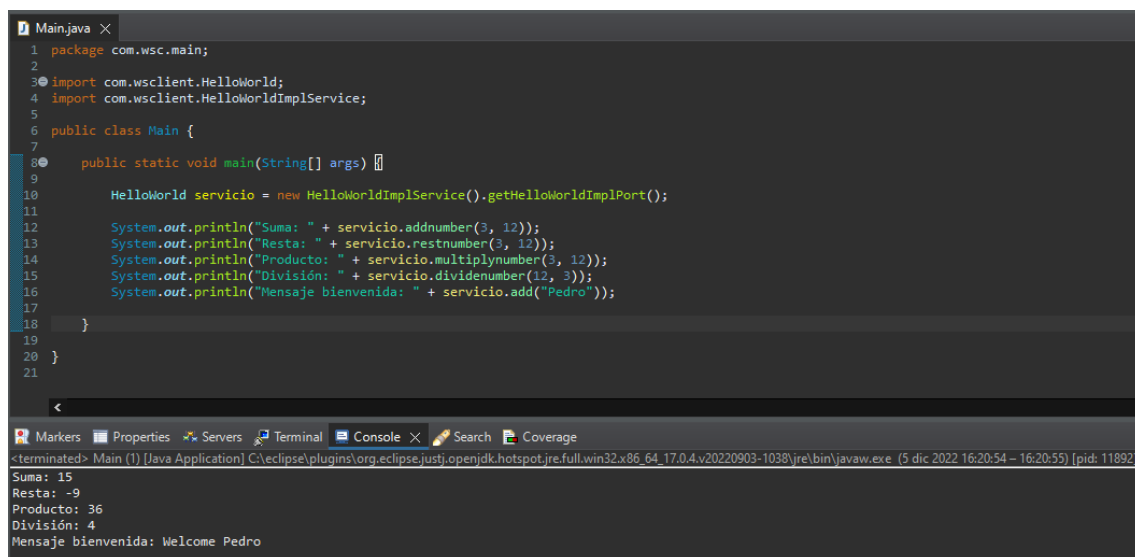 Main.java
1 package com.wsc.main;
2
3 import com.wsclient.HelloWorld;
4 import com.wsclient.HelloWorldImplService;
5
6 public class Main {
7
8 public static void main(String[] args) {
9
10 HelloWorld servicio = new HelloWorldImplService().getHelloWorldImplPort();
11
12 System.out.println("Suma: " + servicio.addnumber(3, 12));
13 System.out.println("Resta: " + servicio.restnumber(3, 12));
14 System.out.println("Producto: " + servicio.multiplynumber(3, 12));
15 System.out.println("División: " + servicio.dividenumber(12, 3));
16 System.out.println("Mensaje bienvenida: " + servicio.add("Pedro"));
17
18 }
19
20 }
21
Markers Properties Servers Terminal Console Search Coverage
<terminated> Main (1) [Java Application] C:\eclipse\plugins\org.eclipse.justj.openjdk.hotspot.jre.full.win32.x86_64_17.0.4.v20220903-1038\jre\bin\javaw.exe (5 dic 2022 16:20:54 – 16:20:55) [pid: 11892]
Suma: 15
Resta: -9
Producto: 36
División: 4
Mensaje bienvenida: Welcome Pedro